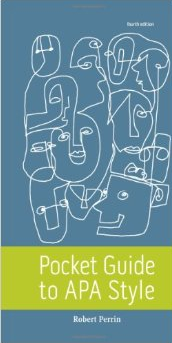 fourth edition
Pocket Guide
to APA Style
Robert Perrin